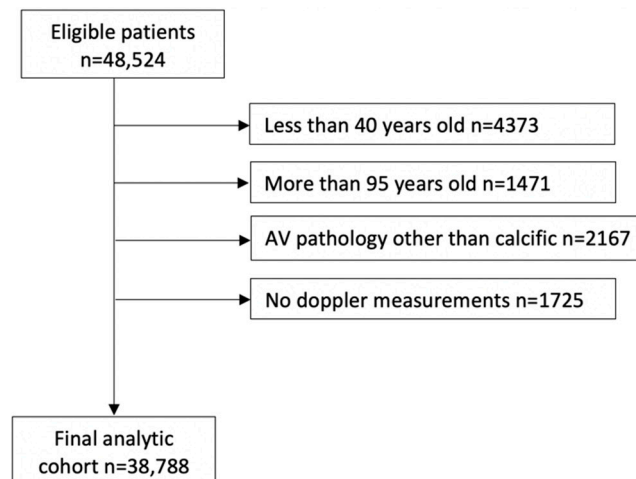 Eligible patients
n=48,524
Less than 40 years old n=4373
More than 95 years old n=1471
AV pathology other than calcific n=2167
No doppler measurements n=1725
Final analytic
cohort n=38,788